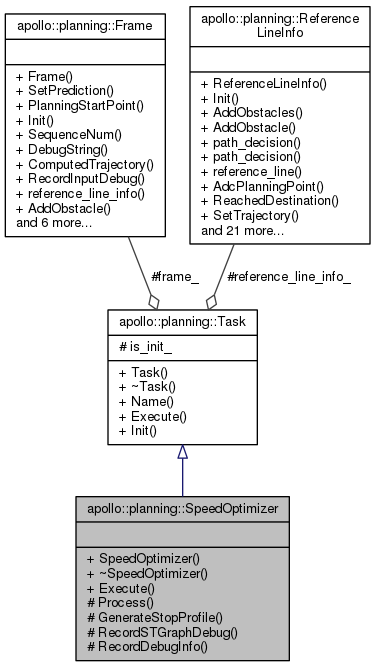 apollo::planning::Frame
+ Frame()
+ SetPrediction()
+ PlanningStartPoint()
+ Init()
+ SequenceNum()
+ DebugString()
+ ComputedTrajectory()
+ RecordInputDebug()
+ reference_line_info()
+ AddObstacle()
and 6 more...
apollo::planning::Reference
LineInfo
+ ReferenceLineInfo()
+ Init()
+ AddObstacles()
+ AddObstacle()
+ path_decision()
+ path_decision()
+ reference_line()
+ AdcPlanningPoint()
+ ReachedDestination()
+ SetTrajectory()
and 21 more...
#frame_
#reference_line_info_
apollo::planning::Task
# is_init_
+ Task()
+ ~Task()
+ Name()
+ Execute()
+ Init()
apollo::planning::SpeedOptimizer
+ SpeedOptimizer()
+ ~SpeedOptimizer()
+ Execute()
# Process()
# GenerateStopProfile()
# RecordSTGraphDebug()
# RecordDebugInfo()